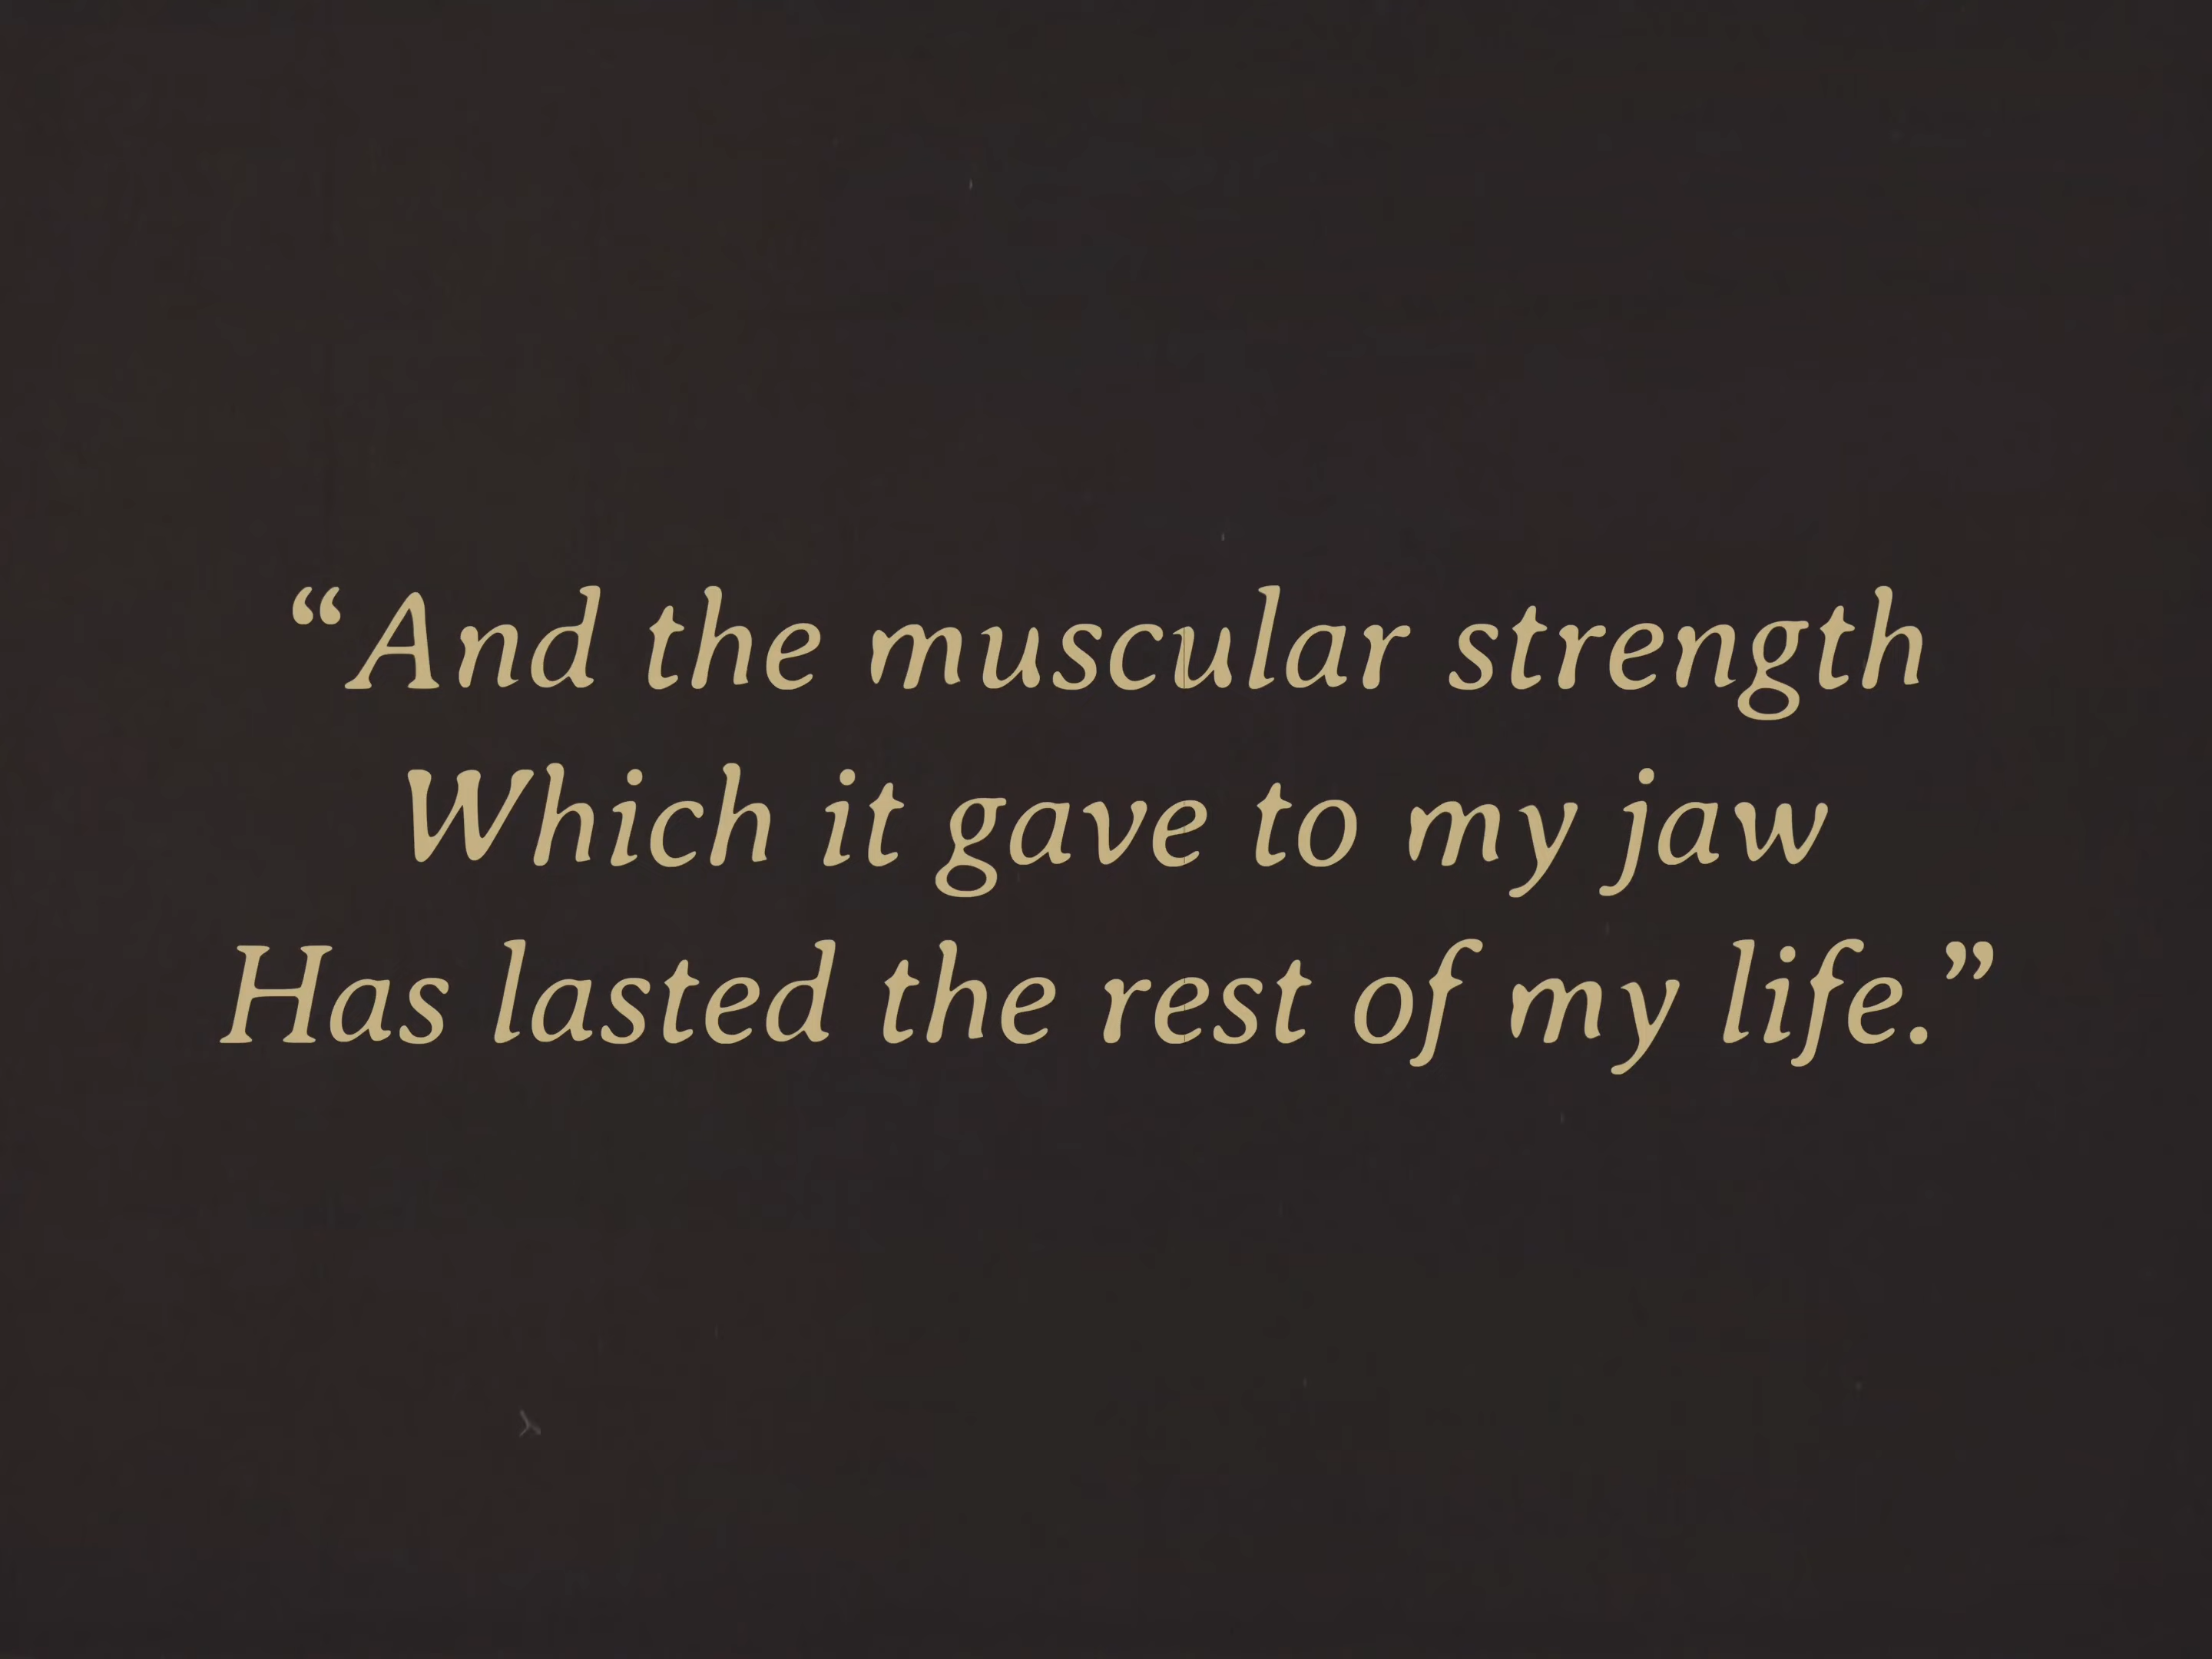 “And the muscular strength
Which it gave to my jaw
Has lasted the rest of my life.”